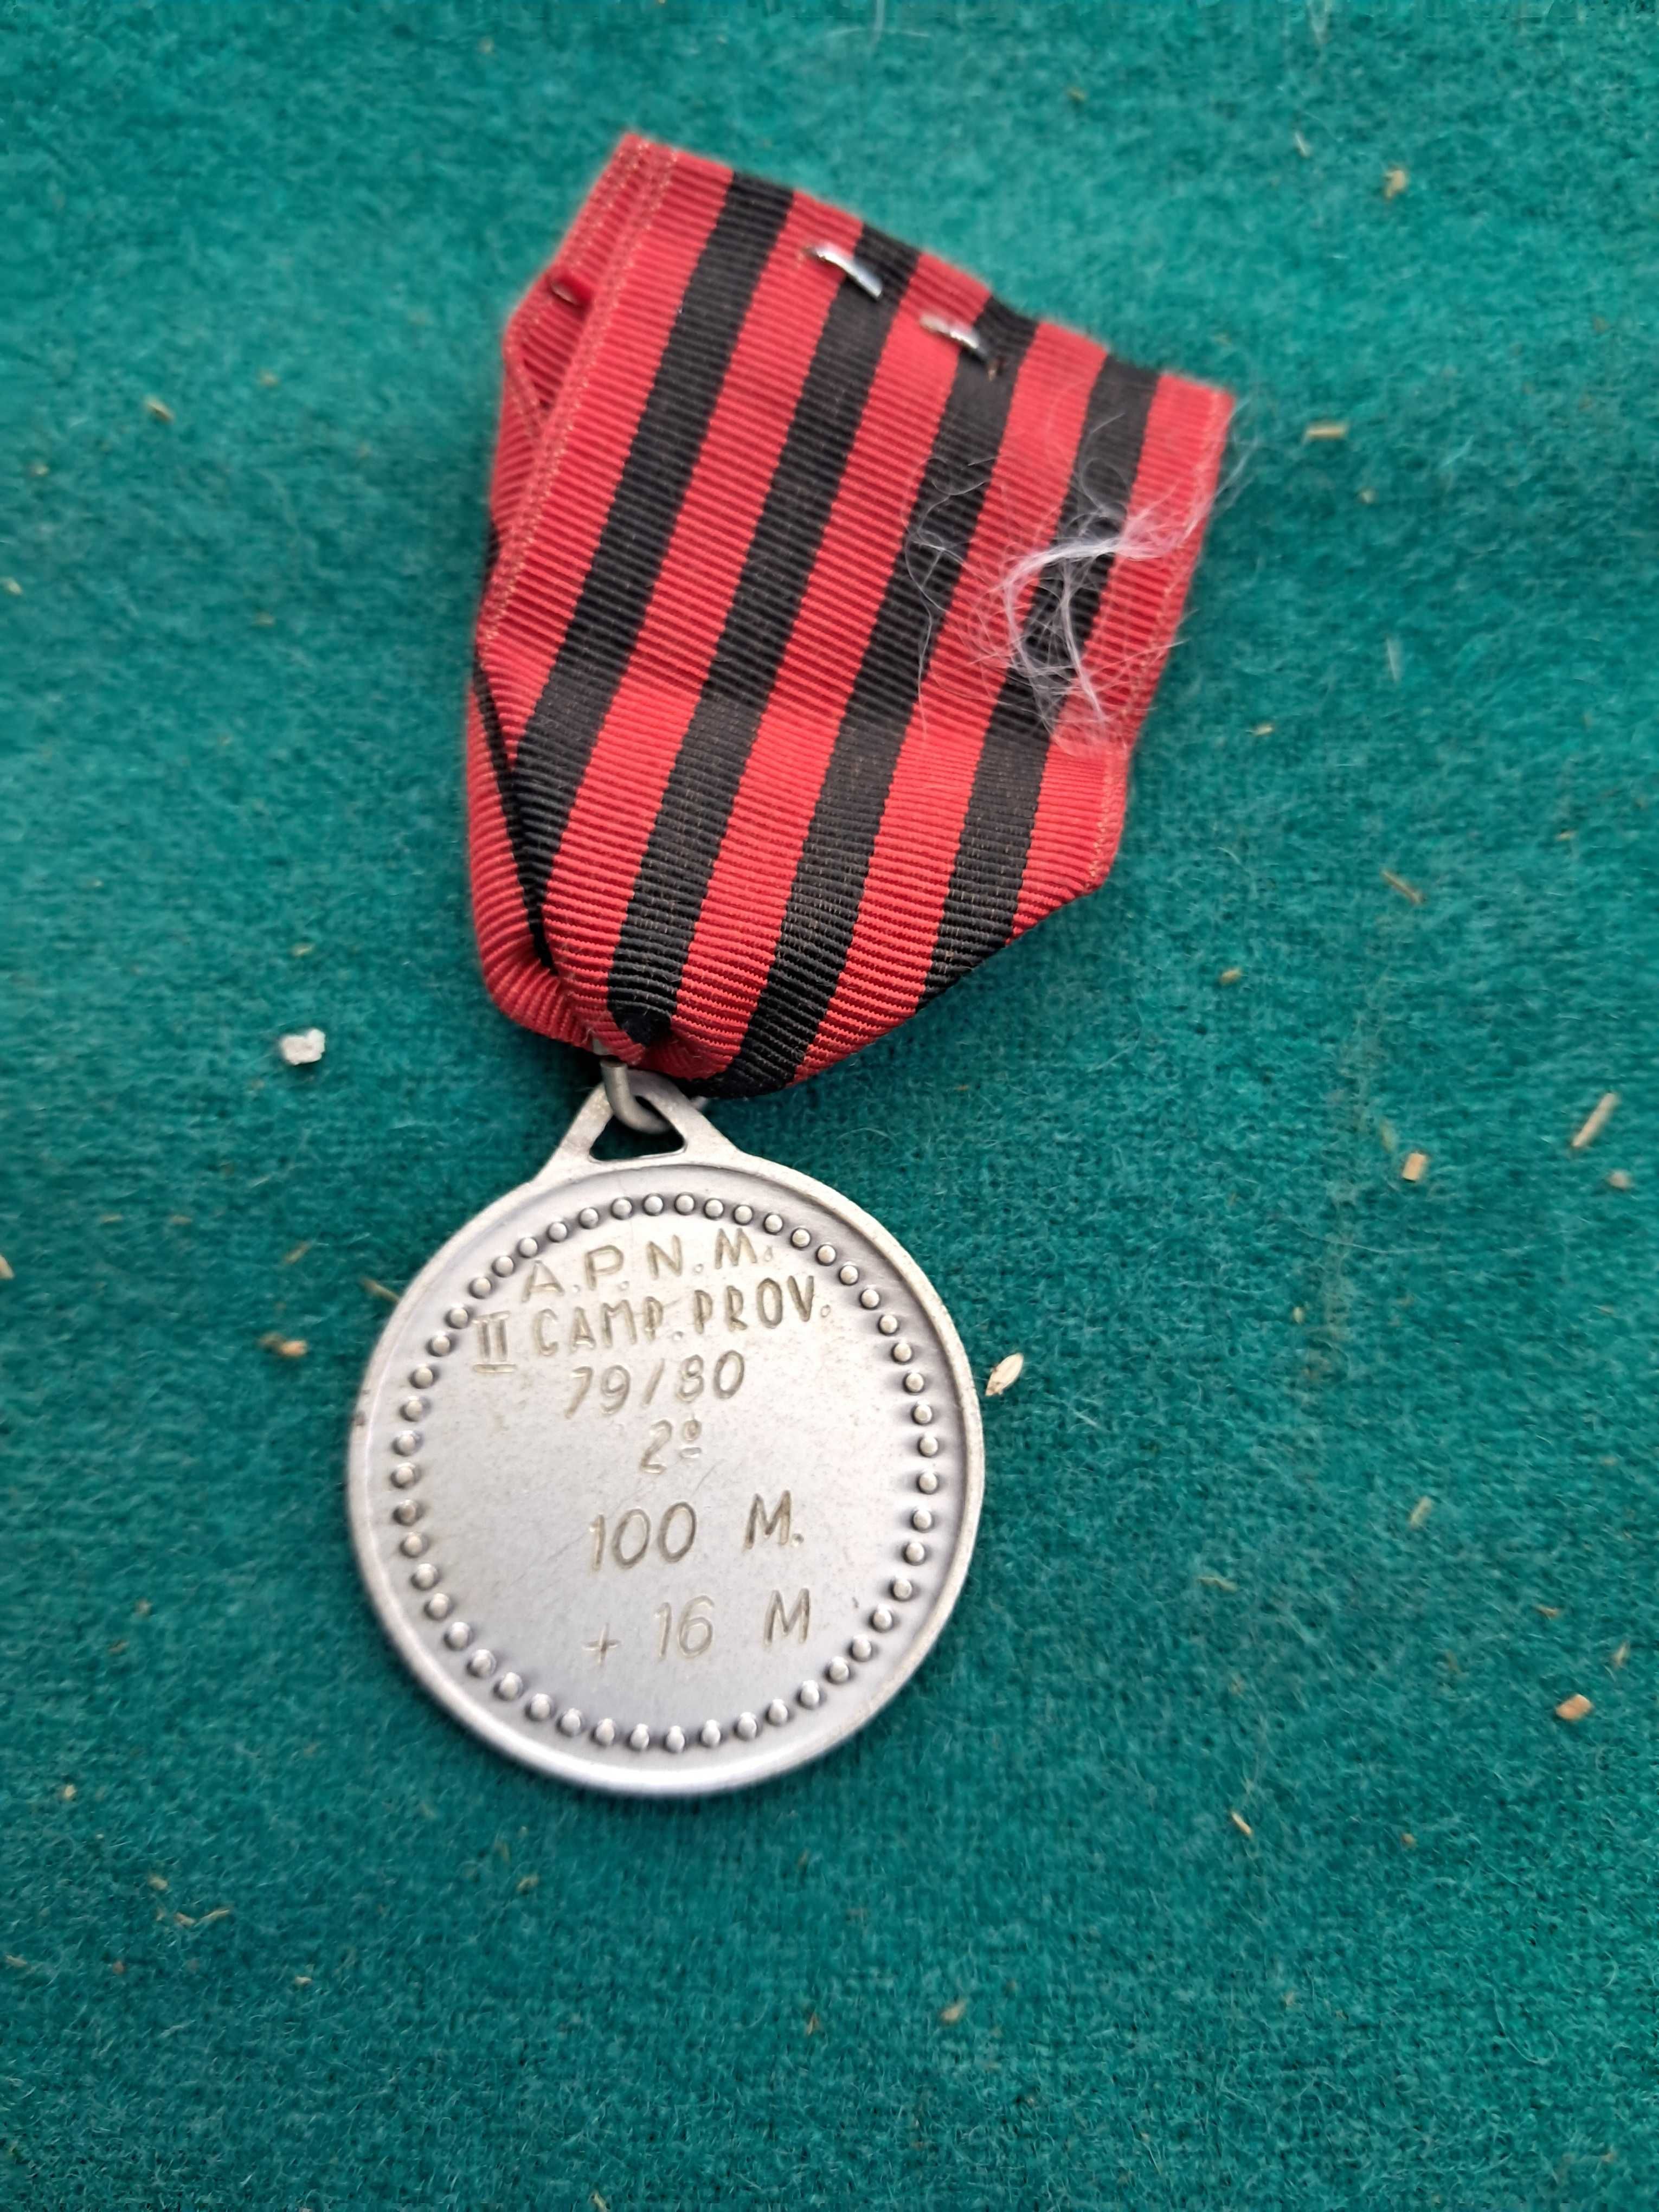 A.P.N.M.
II CAMP. PROV.
79/80
2º
100 M.
+ 16 M